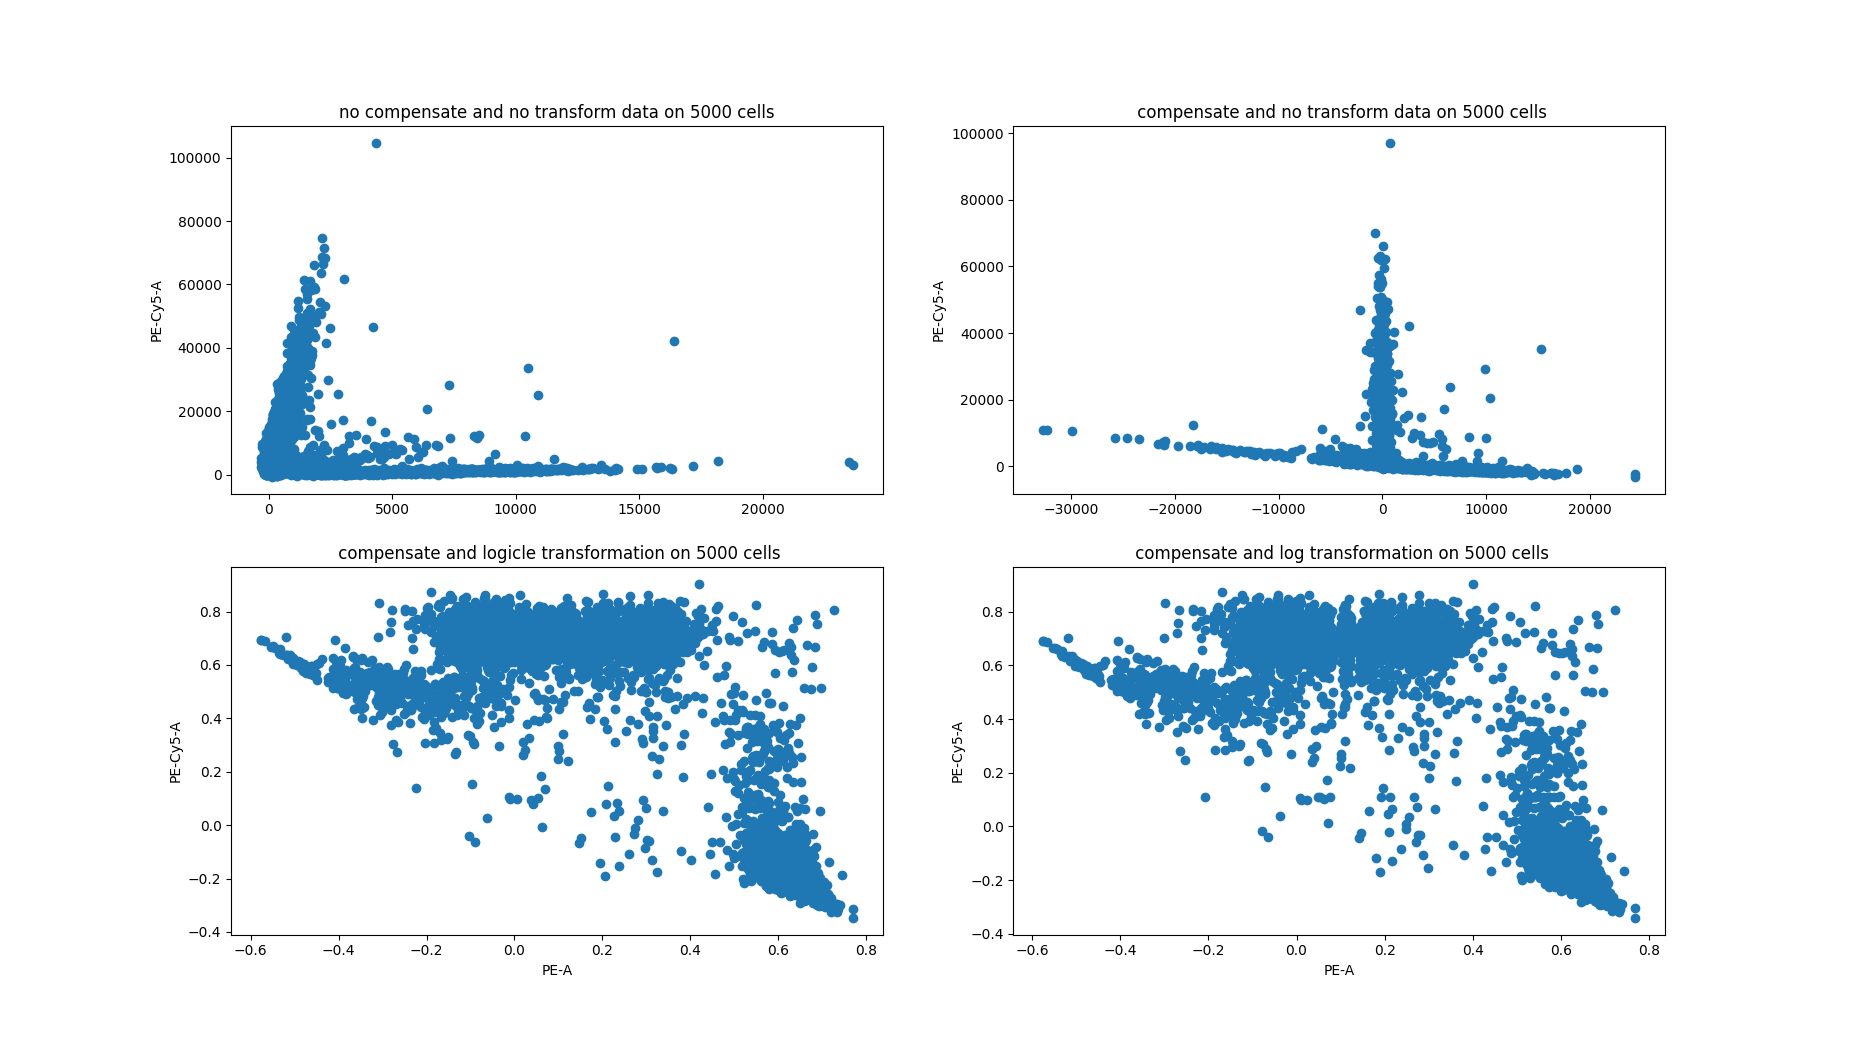 no compensate and no transform data on 5000 cells
100000
80000
60000
40000
20000
0
PE-Cy5-A
0 5000 10000 15000 20000
compensate and no transform data on 5000 cells
100000
80000
60000
40000
20000
0
PE-Cy5-A
−30000 −20000 −10000 0 10000 20000
compensate and logicle transformation on 5000 cells
0.8
0.6
0.4
0.2
0.0
−0.2
−0.4
PE-Cy5-A
−0.6 −0.4 −0.2 0.0 0.2 0.4 0.6 0.8
PE-A
compensate and log transformation on 5000 cells
0.8
0.6
0.4
0.2
0.0
−0.2
−0.4
PE-Cy5-A
−0.6 −0.4 −0.2 0.0 0.2 0.4 0.6 0.8
PE-A